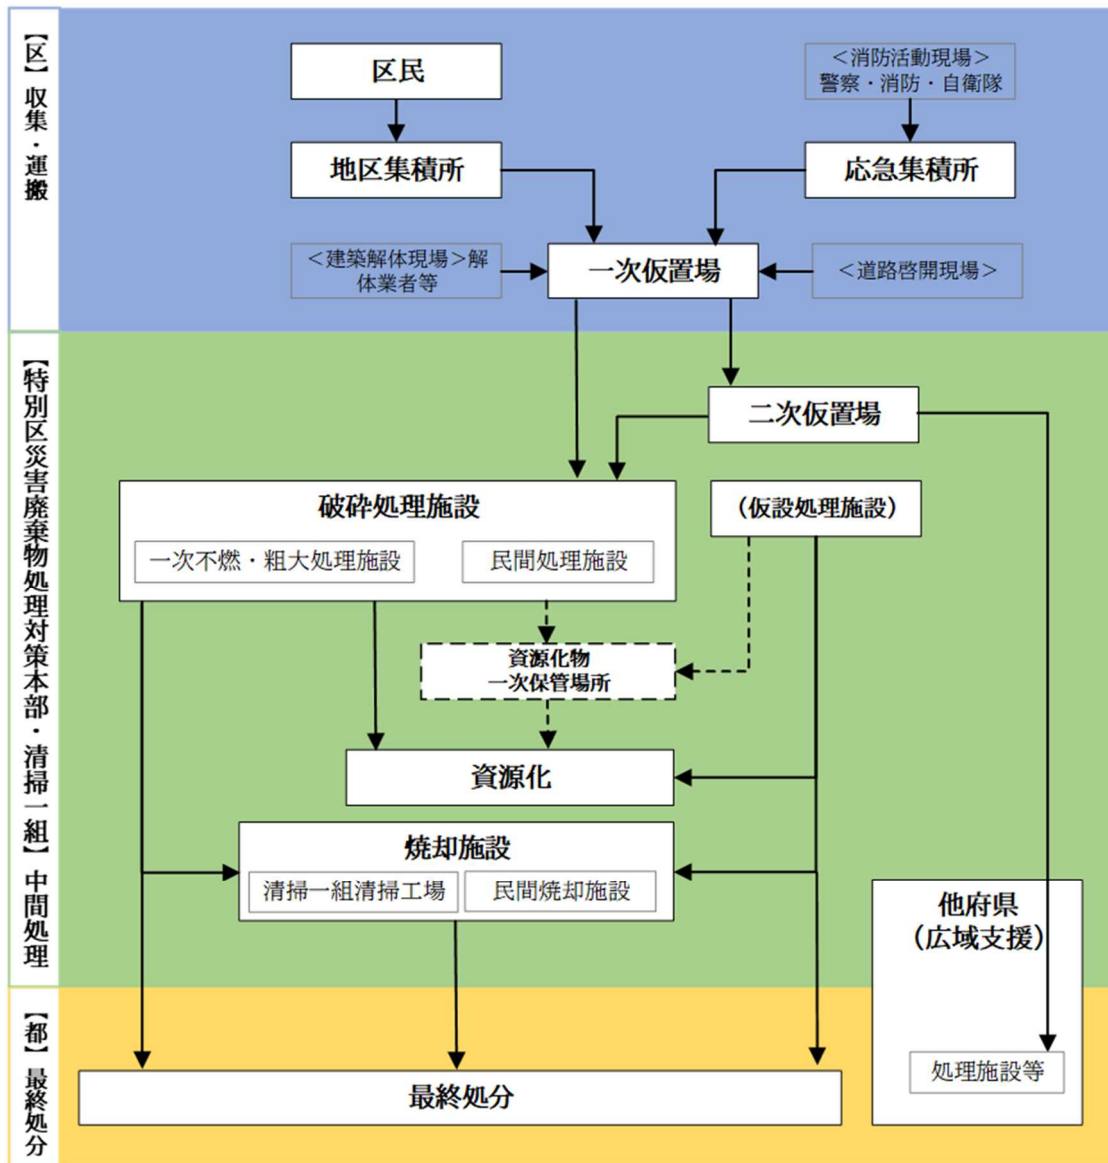 【区】収集・運搬
区民
＜消防活動現場＞
警察・消防・自衛隊
地区集積所
応急集積所
＜建築解体現場＞解
体業者等
一次仮置場
＜道路啓開現場＞
【特別区災害廃棄物処理対策本部・清掃一組】中間処理
二次仮置場
破砕処理施設
（仮設処理施設）
一次不燃・粗大処理施設
民間処理施設
資源化物
一次保管場所
資源化
焼却施設
清掃一組清掃工場
民間焼却施設
他府県
（広域支援）
【都】最終処分
処理施設等
最終処分